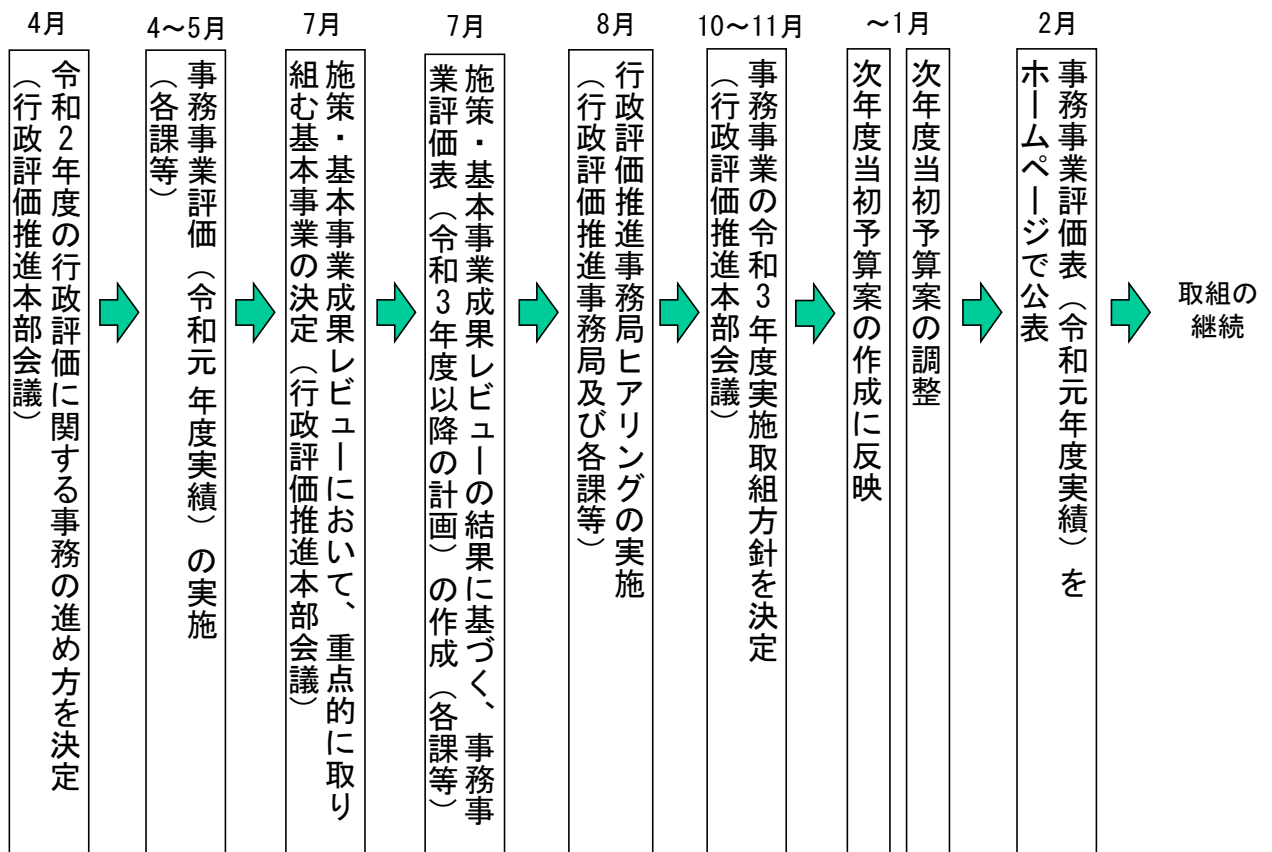 4月
令和2年度の行政評価に関する事務の進め方を決定
（行政評価推進本部会議）
4～5月
事務事業評価（令和元年度実績）の実施
（各課等）
7月
施策・基本事業成果レビューにおいて、重点的に取り
組む基本事業の決定（行政評価推進本部会議）
7月
施策・基本事業成果レビューの結果に基づく、事務事
業評価表（令和3年度以降の計画）の作成（各課等）
8月
行政評価推進事務局ヒアリングの実施
（行政評価推進事務局及び各課等）
10～11月
事務事業の令和3年度実施取組方針を決定
（行政評価推進本部会議）
～1月
次年度当初予算案の調整
次年度当初予算案の作成に反映
2月
事務事業評価表（令和元年度実績）を
ホームページで公表
取組の
継続